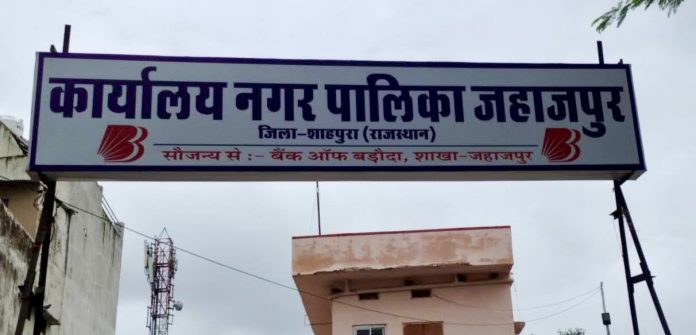 कार्यालय नगर पालिका जहाजपुर
जिला-शाहपुरा (राजस्थान)
सौजन्य से :- बैंक ऑफ बड़ौदा, शाखा-जहाजपुर